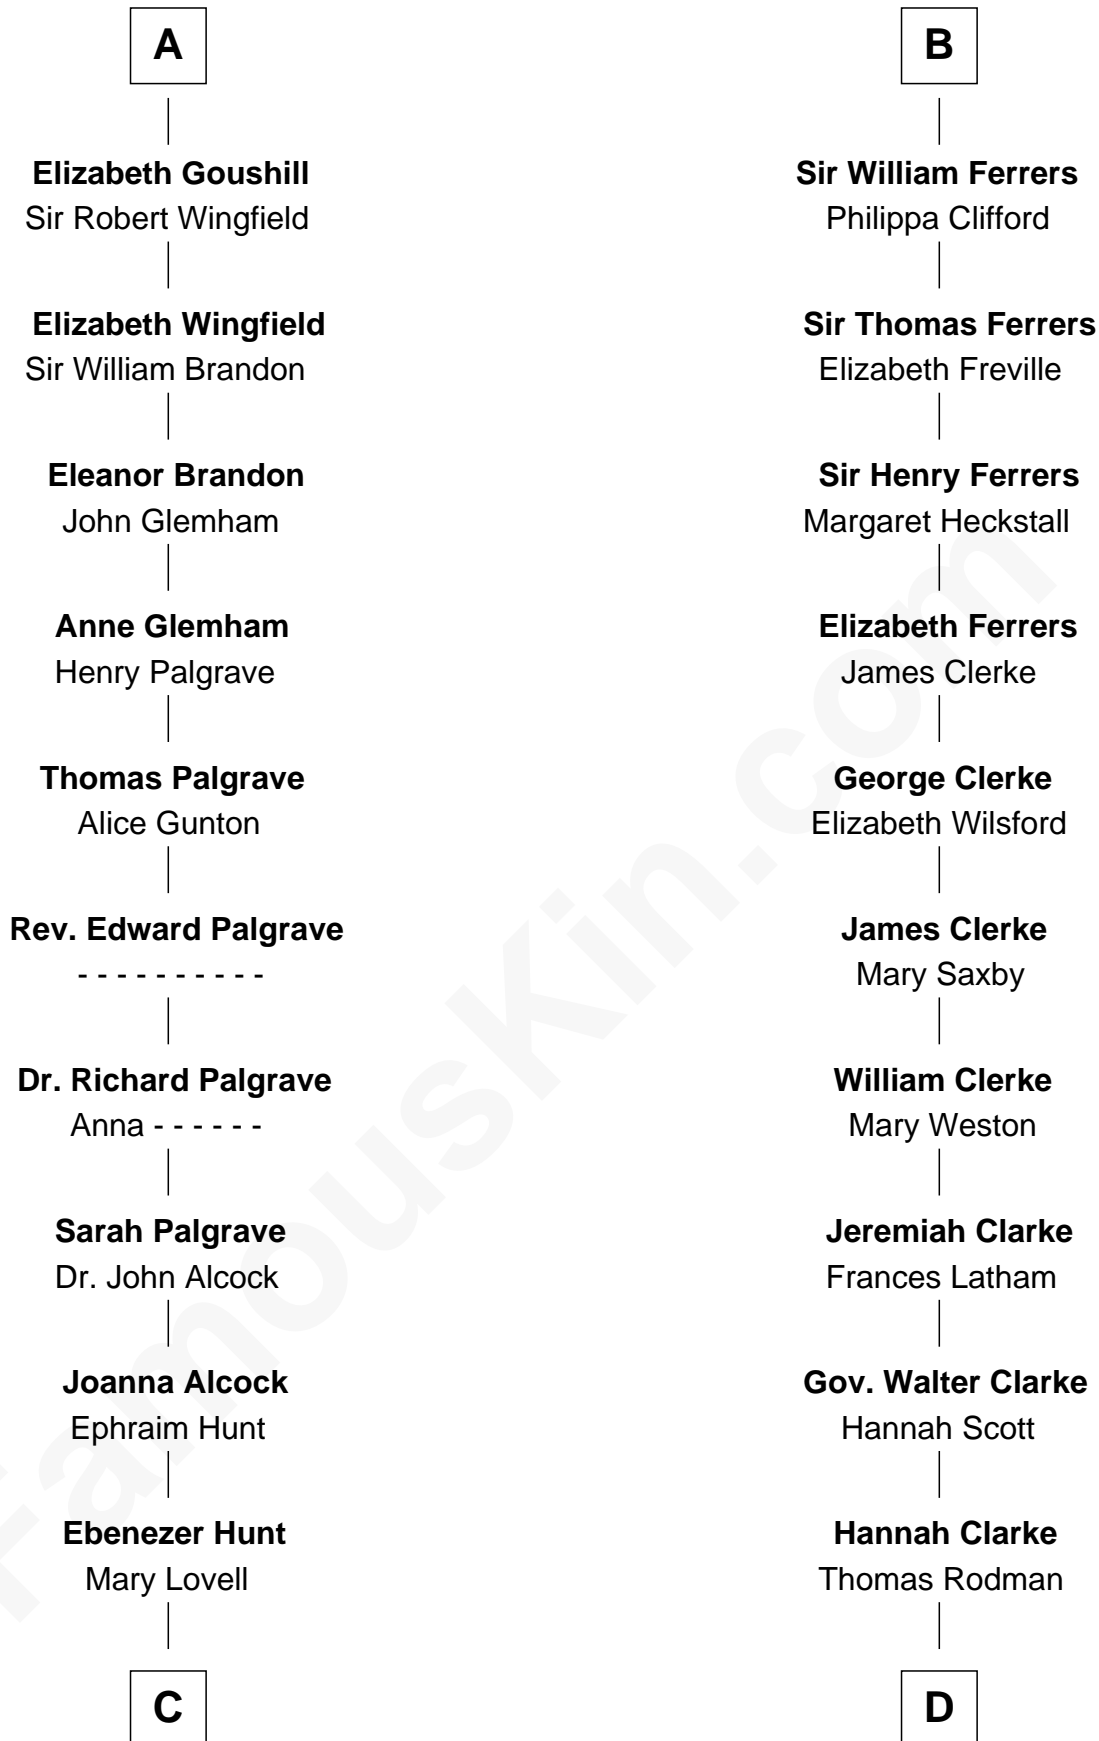 A
Elizabeth Goushill
Sir Robert Wingfield
Elizabeth Wingfield
Sir William Brandon
Eleanor Brandon
John Glemham
Anne Glemham
Henry Palgrave
Thomas Palgrave
Alice Gunton
Rev. Edward Palgrave
- - - - - - - - - -
Dr. Richard Palgrave
Anna - - - - - -
Sarah Palgrave
Dr. John Alcock
Joanna Alcock
Ephraim Hunt
Ebenezer Hunt
Mary Lovell
C
B
Sir William Ferrers
Philippa Clifford
Sir Thomas Ferrers
Elizabeth Freville
Sir Henry Ferrers
Margaret Heckstall
Elizabeth Ferrers
James Clerke
George Clerke
Elizabeth Wilsford
James Clerke
Mary Saxby
William Clerke
Mary Weston
Jeremiah Clarke
Frances Latham
Gov. Walter Clarke
Hannah Scott
Hannah Clarke
Thomas Rodman
D
FamousKin.com